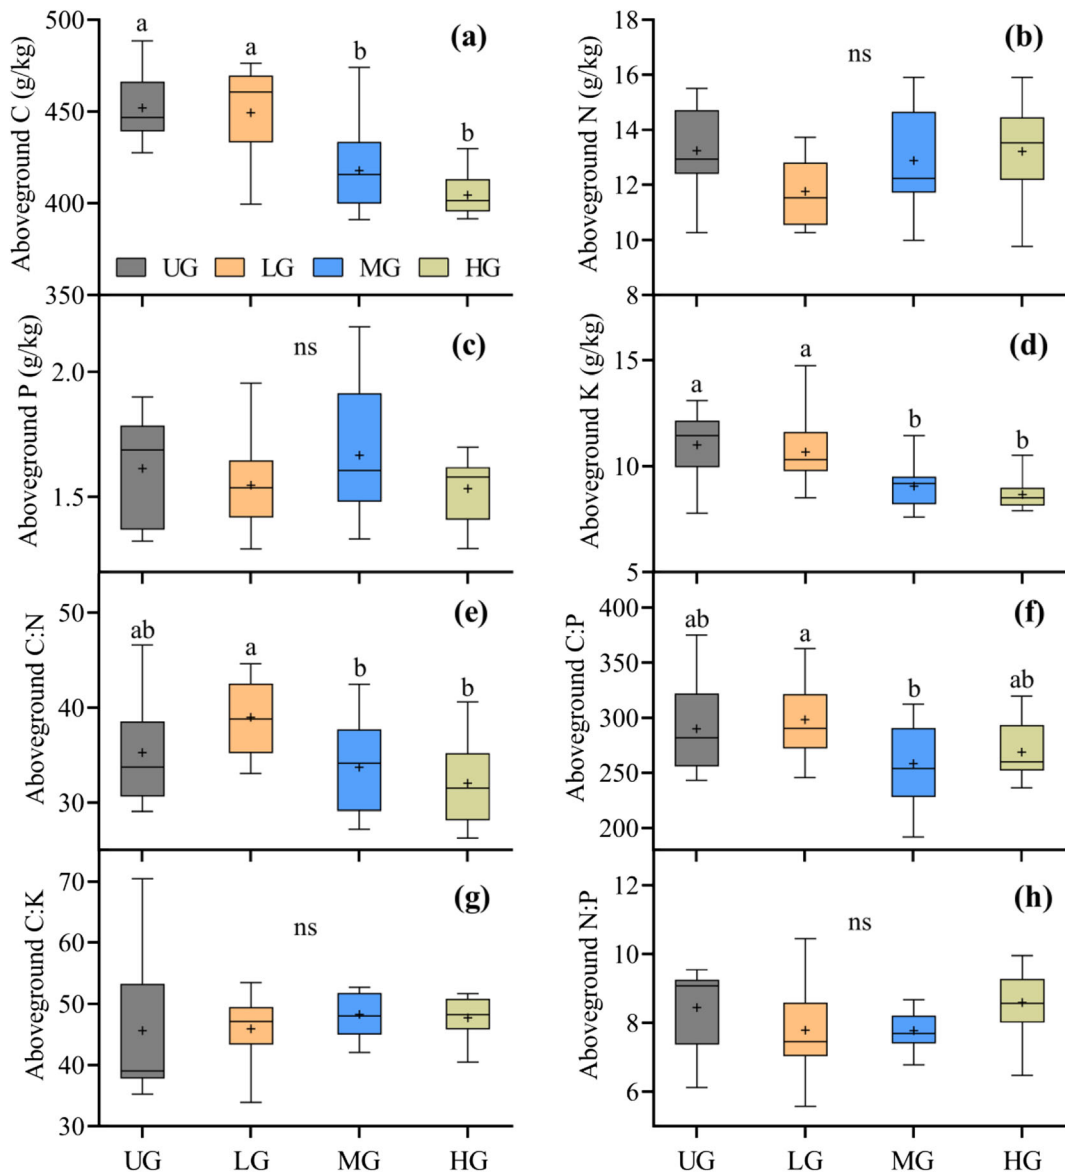 500
450
400
350
Aboveground C (g/kg)
a
a
b
b
(a)
UG
LG
MG
HG
18
16
14
12
10
8
Aboveground N (g/kg)
ns
(b)
2.0
1.5
Aboveground P (g/kg)
ns
(c)
15
10
5
Aboveground K (g/kg)
a
a
b
b
(d)
50
40
30
Aboveground C:N
ab
a
b
b
(e)
400
350
300
250
200
Aboveground C:P
ab
a
b
ab
(f)
70
60
50
40
30
Aboveground C:K
ns
(g)
UG
LG
MG
HG
12
10
8
6
Aboveground N:P
ns
(h)
UG
LG
MG
HG